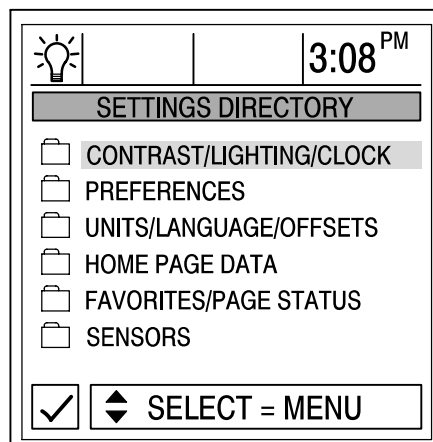 3:08 PM
SETTINGS DIRECTORY
CONTRAST/LIGHTING/CLOCK
PREFERENCES
UNITS/LANGUAGE/OFFSETS
HOME PAGE DATA
FAVORITES/PAGE STATUS
SENSORS
SELECT = MENU